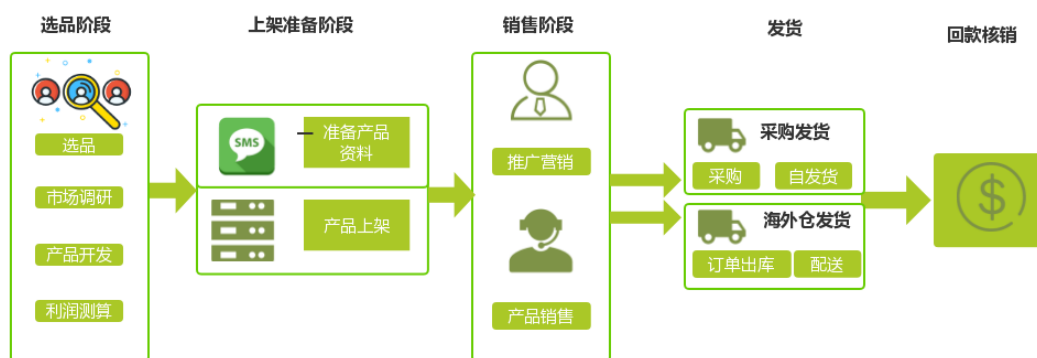 选品阶段
上架准备阶段
销售阶段
发货
回款核销
选品
市场调研
产品开发
利润测算
SMS
准备产品
资料
产品上架
推广营销
产品销售
采购发货
采购
自发货
海外仓发货
订单出库
配送
$